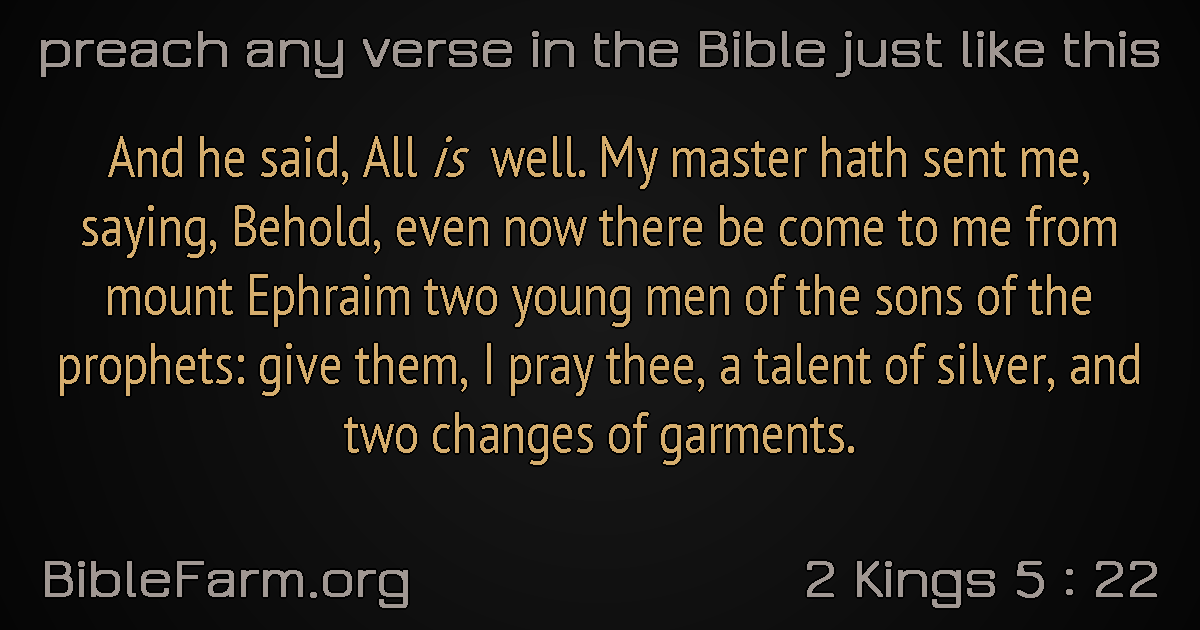 preach any verse in the Bible just like this
And he said, All is well. My master hath sent me,
saying, Behold, even now there be come to me from
mount Ephraim two young men of the sons of the
prophets: give them, I pray thee, a talent of silver, and
two changes of garments.
BibleFarm.org
2 Kings 5 : 22